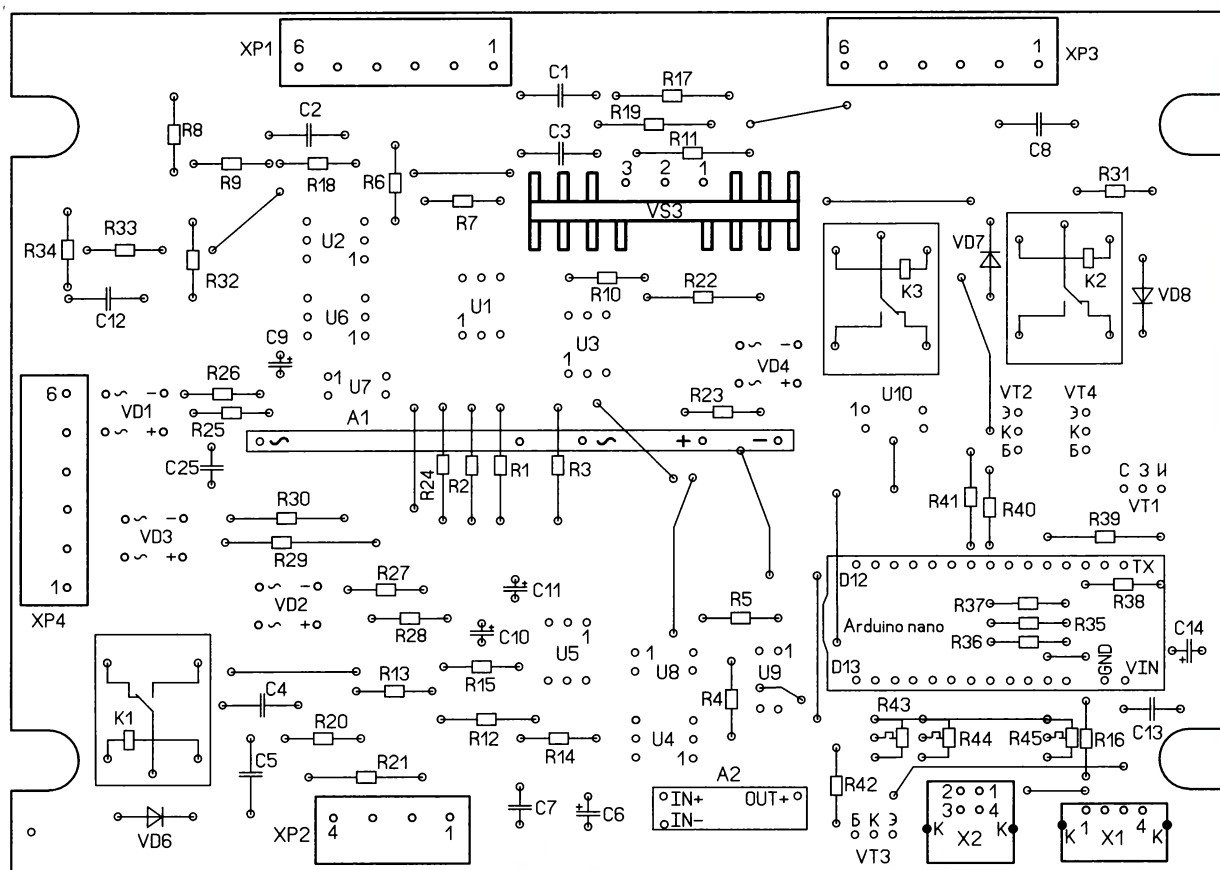 XP1
6
1
6
1
XP3
C1
R17
C2
R19
R8
C3
R11
C8
R9
R18
R6
3
2
1
R31
R7
VS3
R34
R33
U2
1
VD7
R32
R10
R22
K3
K2
C12
U6
1
U1
1
VD8
C9
U3
1
~ -
VD4
~ +
6
~ -
VD1
~ +
R26
1
U7
R25
R23
1
U10
VT2
Э
К
Б
VT4
Э
К
Б
A1
~
~
+
-
C25
R24
R2
R1
R3
С З И
VT1
R30
R41
R40
~ -
VD3
~ +
R29
R39
1
XP4
D12
TX
~ -
VD2
~ +
R27
C11
R38
R37
R28
C10
R5
Arduino nano
R35
R36
C14
1
U5
1
U8
1
U9
D13
GND
VIN
R15
R13
R4
C4
R43
K1
R20
R12
U4
1
R44
R45
R16
C13
R14
C5
R21
A2
R42
IN+
OUT+
IN-
2
1
3
4
K
K
X2
C7
C6
VD6
XP2
4
1
Б К Э
VT3
K
1
4
K
X1